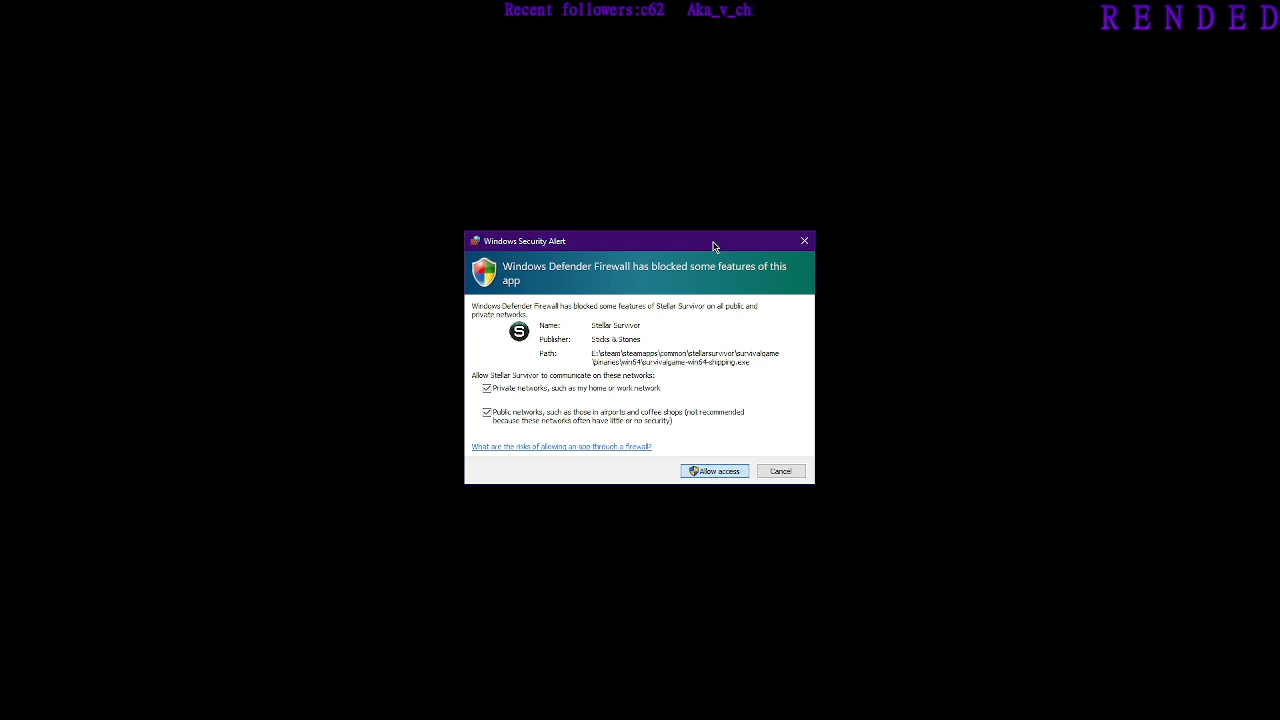 Recent followers:c62 Aka_v_ch
R E N D E D
Windows Security Alert
Windows Defender Firewall has blocked some features of this
app
Windows Defender Firewall has blocked some features of Stellar Survivor on all public and
private networks.
S
Name: Stellar Survivor
Publisher: Sticks & Stones
Path: E:\steam\steamapps\common\stellarsurvivor\survivalgame
\binaries\win64\survivalgame-win64-shipping.exe
Allow Stellar Survivor to communicate on these networks:
Private networks, such as my home or work network
Public networks, such as those in airports and coffee shops (not recommended
because these networks often have little or no security)
What are the risks of allowing an app through a firewall?
Allow access Cancel